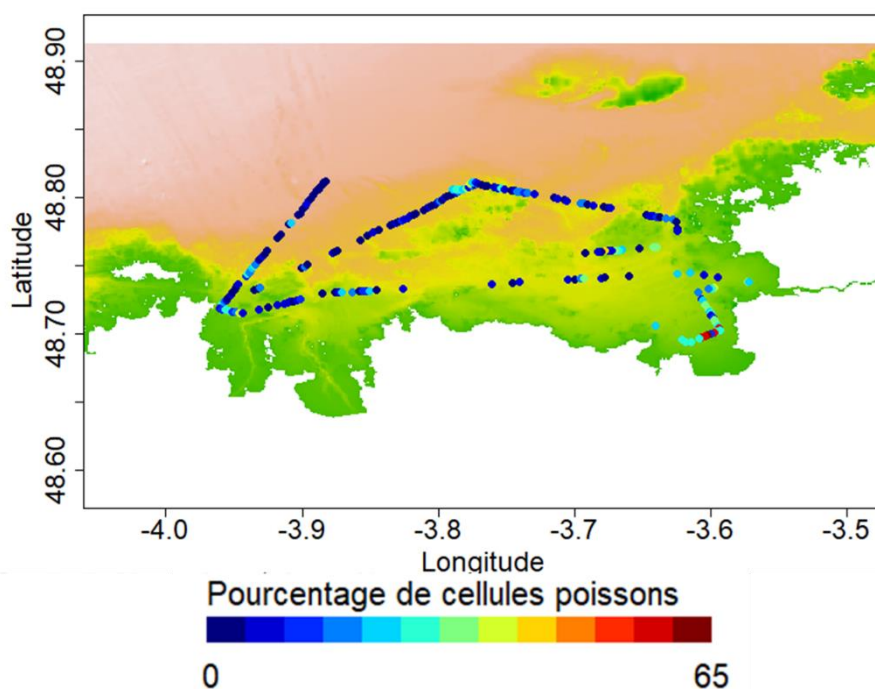 48.90
48.80
48.70
48.60
Latitude
-4.0 -3.9 -3.8 -3.7 -3.6 -3.5
Longitude
Pourcentage de cellules poissons
0 65